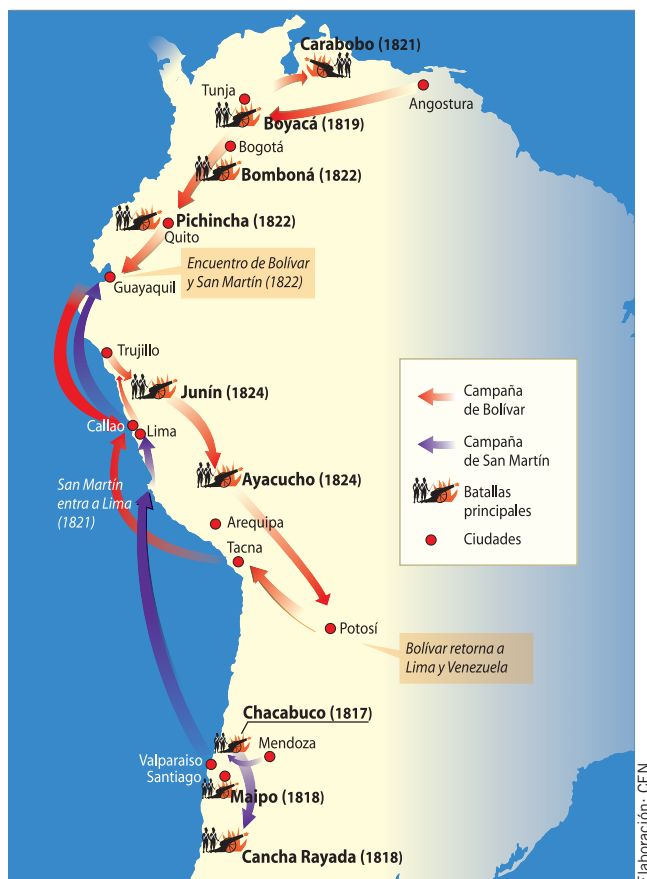 Carabobo (1821)
Tunja
Angostura
Boyacá (1819)
Bogotá
Bomboná (1822)
Pichincha (1822)
Quito
Encuentro de Bolívar
y San Martín (1822)
Guayaquil
Trujillo
Junín (1824)
Callao
Lima
Campaña
de Bolívar
Campaña
de San Martín
Batallas
principales
Ciudades
Ayacucho (1824)
San Martín
entra a Lima
(1821)
Arequipa
Tacna
Potosí
Bolívar retorna a
Lima y Venezuela
Chacabuco (1817)
Mendoza
Valparaiso
Santiago
Maipo (1818)
Cancha Rayada (1818)
Elaboración: CEN